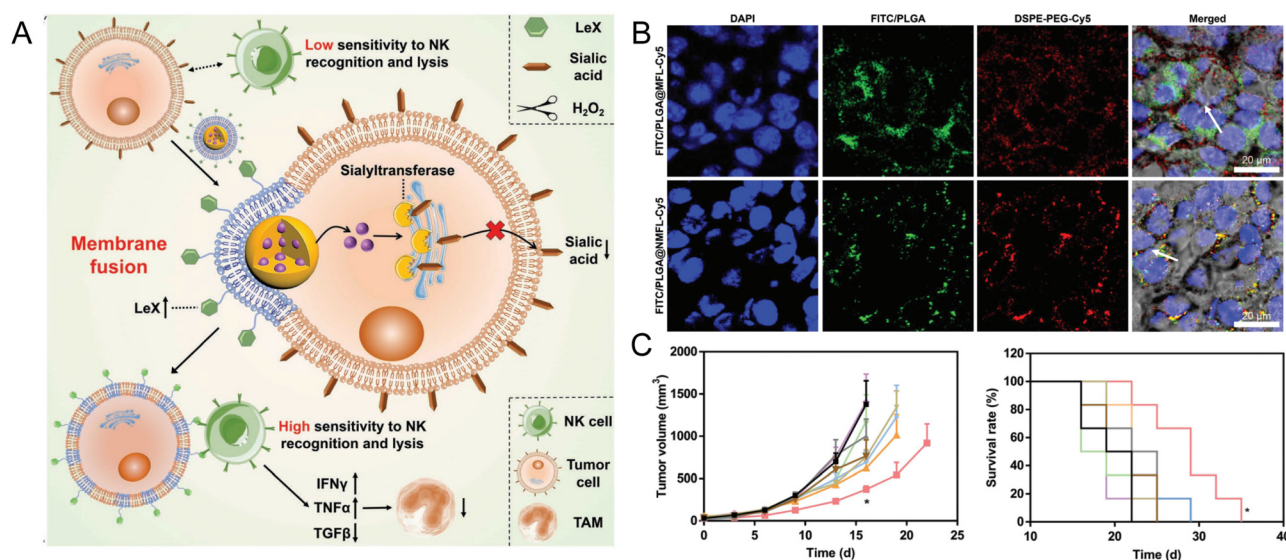 A
Low sensitivity to NK
recognition and lysis
LeX
Sialic
acid
H₂O₂
Sialyltransferase
Membrane
fusion
Sialic
acid ↓
LeX ↑
High sensitivity to NK
recognition and lysis
IFNγ ↑
TNFα ↑
TGFβ ↓
↓
NK cell
Tumor
cell
TAM
B
DAPI
FITC/PLGA
DSPE-PEG-Cy5
Merged
FITC/PLGA@MFL-Cy5
20 μm
FITC/PLGA@NMFL-Cy5
20 μm
C
Tumor volume (mm³)
2000
1500
1000
500
0
0 5 10 15 20 25
Time (d)
*
Survival rate (%)
120
100
80
60
40
20
0
10 20 30 40
Time (d)
*